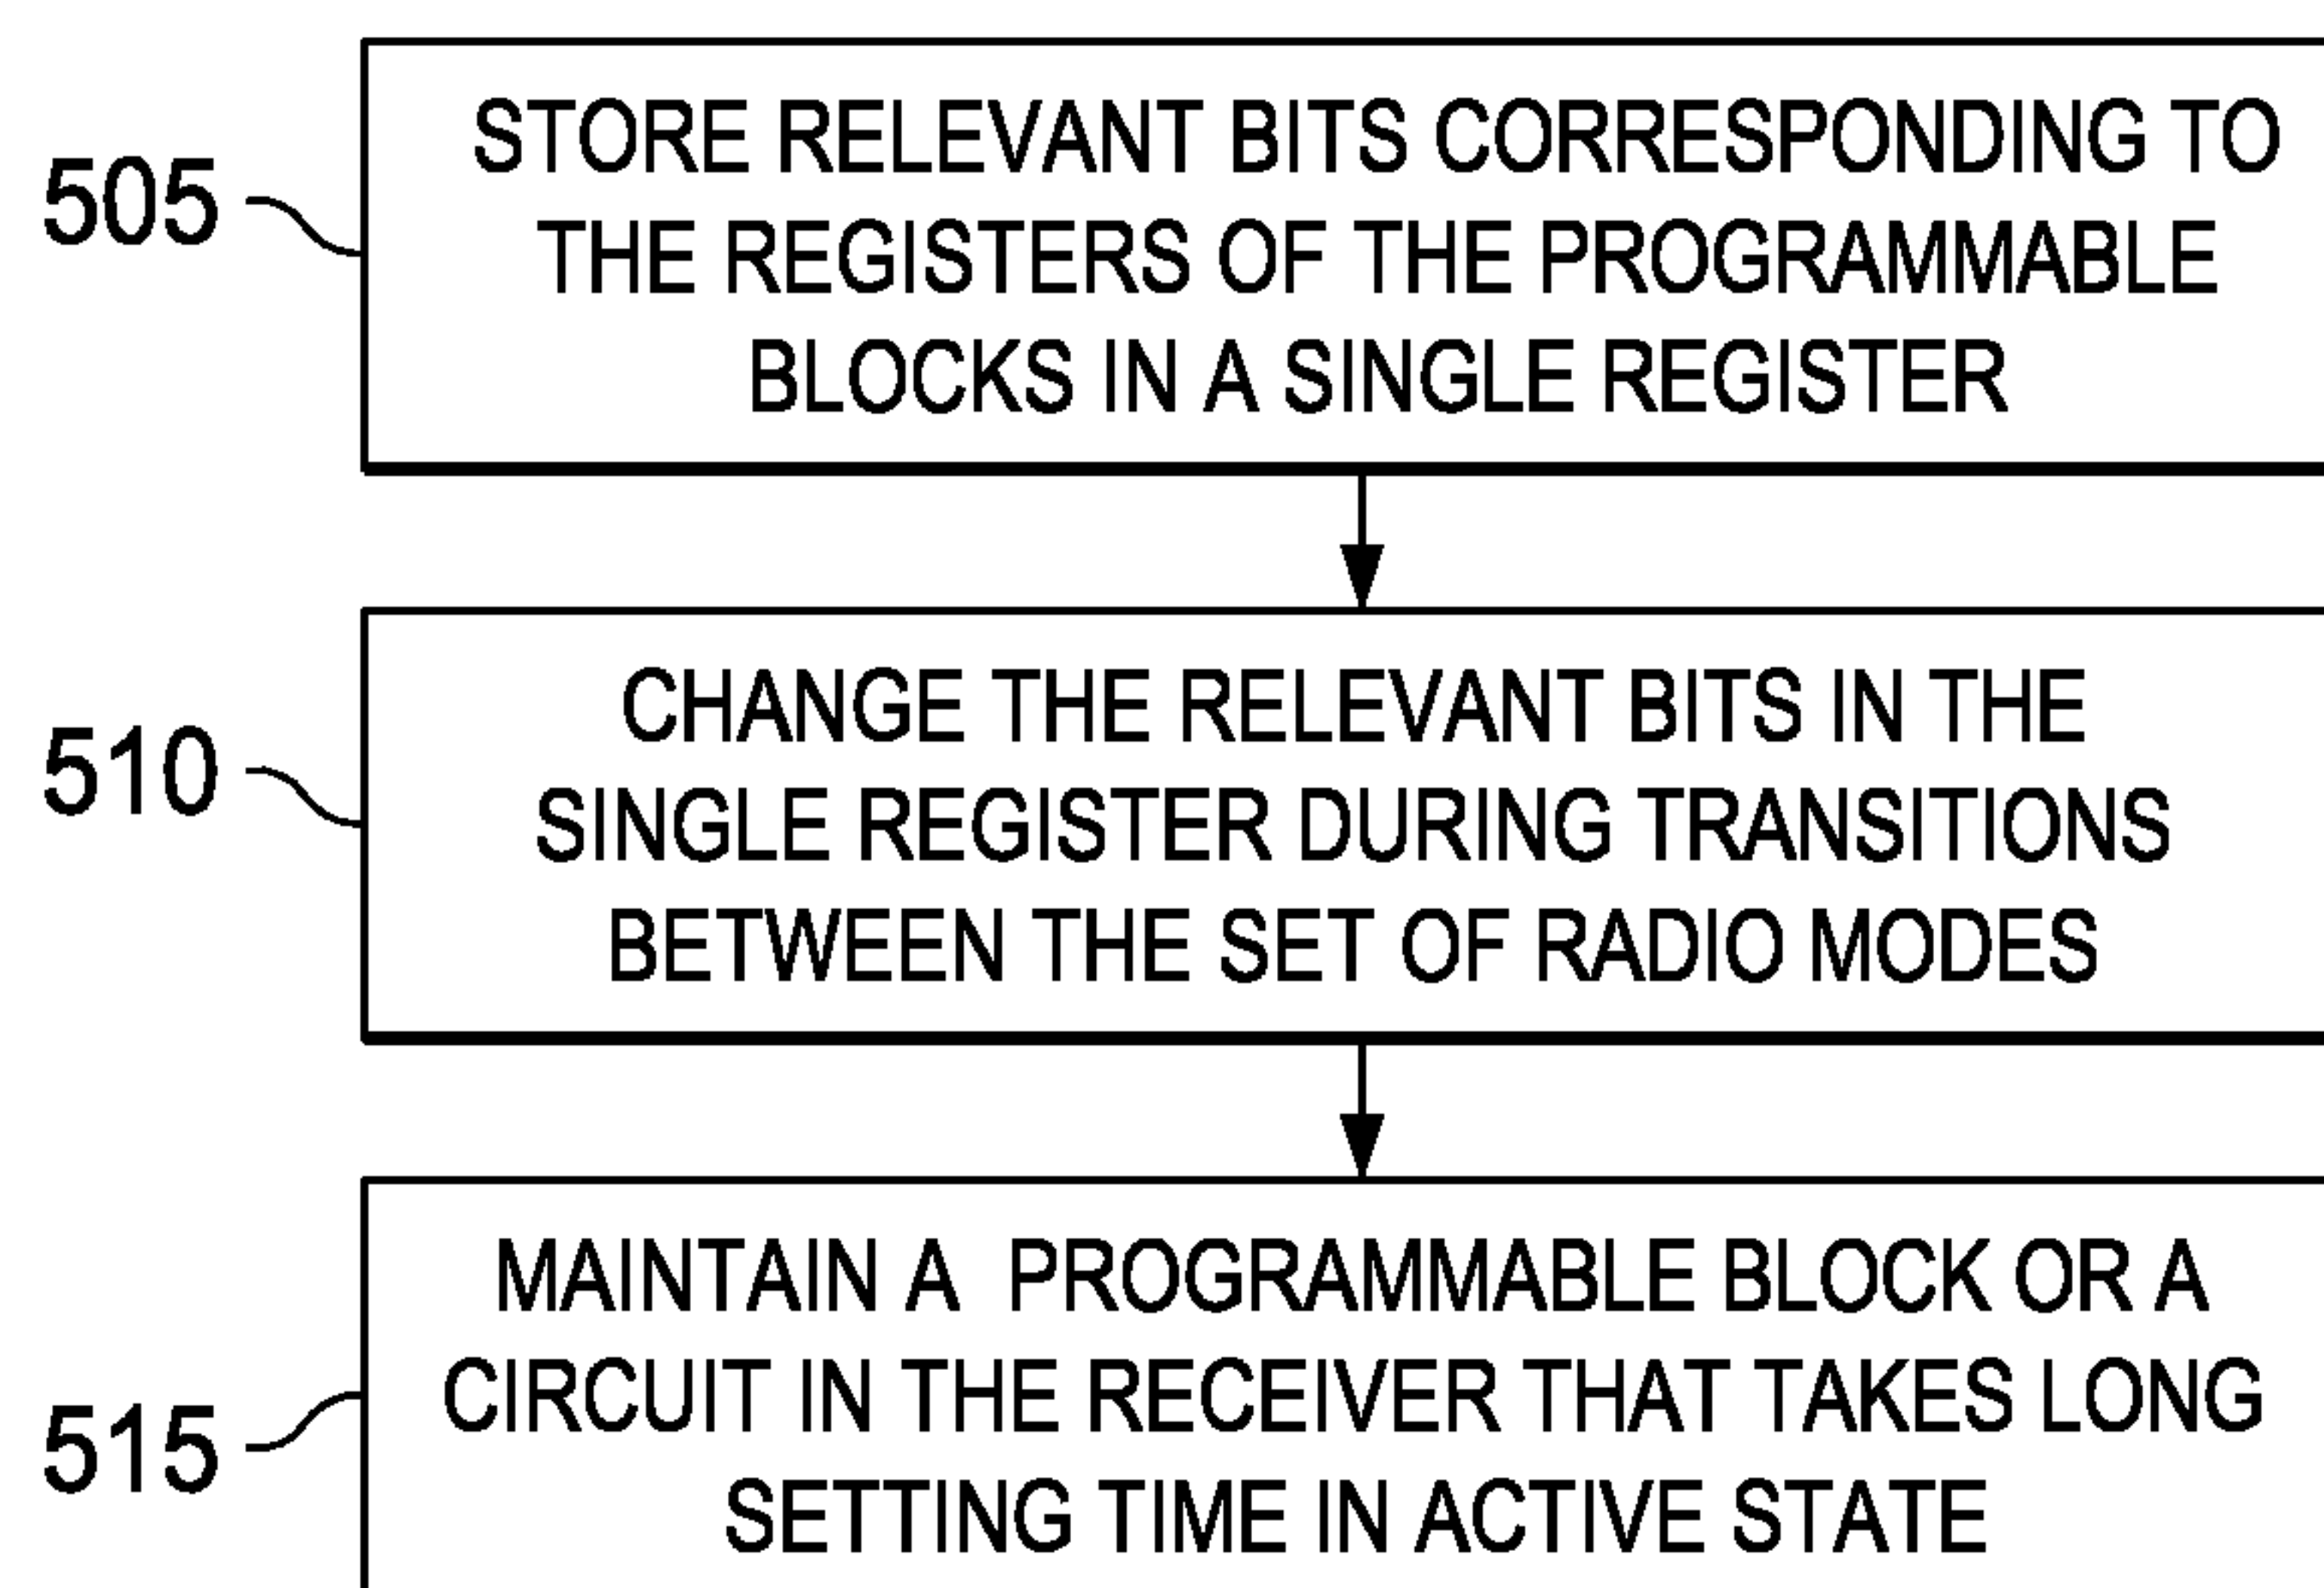 505
STORE RELEVANT BITS CORRESPONDING TO
THE REGISTERS OF THE PROGRAMMABLE
BLOCKS IN A SINGLE REGISTER
510
CHANGE THE RELEVANT BITS IN THE
SINGLE REGISTER DURING TRANSITIONS
BETWEEN THE SET OF RADIO MODES
515
MAINTAIN A PROGRAMMABLE BLOCK OR A
CIRCUIT IN THE RECEIVER THAT TAKES LONG
SETTING TIME IN ACTIVE STATE